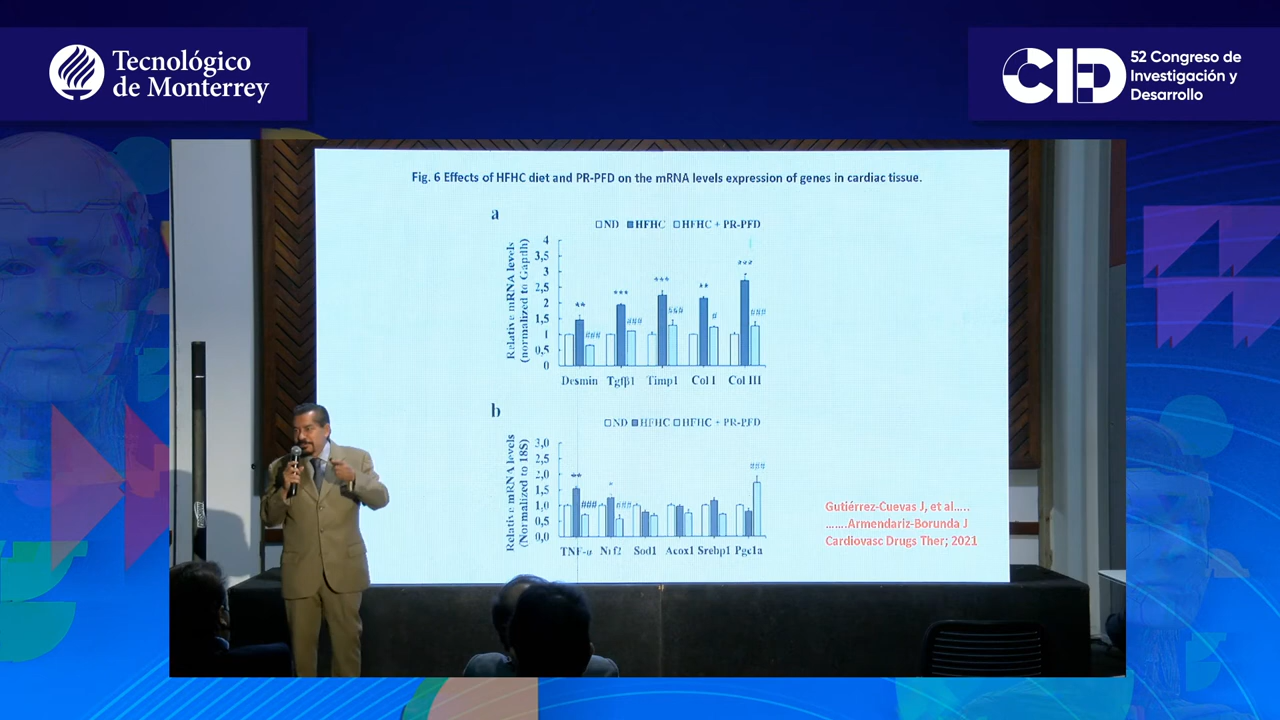 Tecnológico
de Monterrey
CID
52 Congreso de
Investigación y
Desarrollo
Fig. 6 Effects of HFHC diet and PR-PFD on the mRNA levels expression of genes in cardiac tissue.
a
ND HFHC HFHC + PR-PFD
Relative mRNA levels
(normalized to Gapdh)
4
3,5
3
2,5
2
1,5
1
0,5
0
** *** *** ** ***
### ### &&& # ###
Desmin Tgfβ1 Timp1 Col I Col III
b
ND HFHC HFHC + PR-PFD
Relative mRNA levels
(Normalized to 18S)
3,0
2,5
2,0
1,5
1,0
0,5
0,0
** ### * ### ###
TNF-α Nrf2 Sod1 Acox1 Srebp1 Pgc1a
Gutiérrez-Cuevas J, et al.....
.......Armendariz-Borunda J
Cardiovasc Drugs Ther; 2021